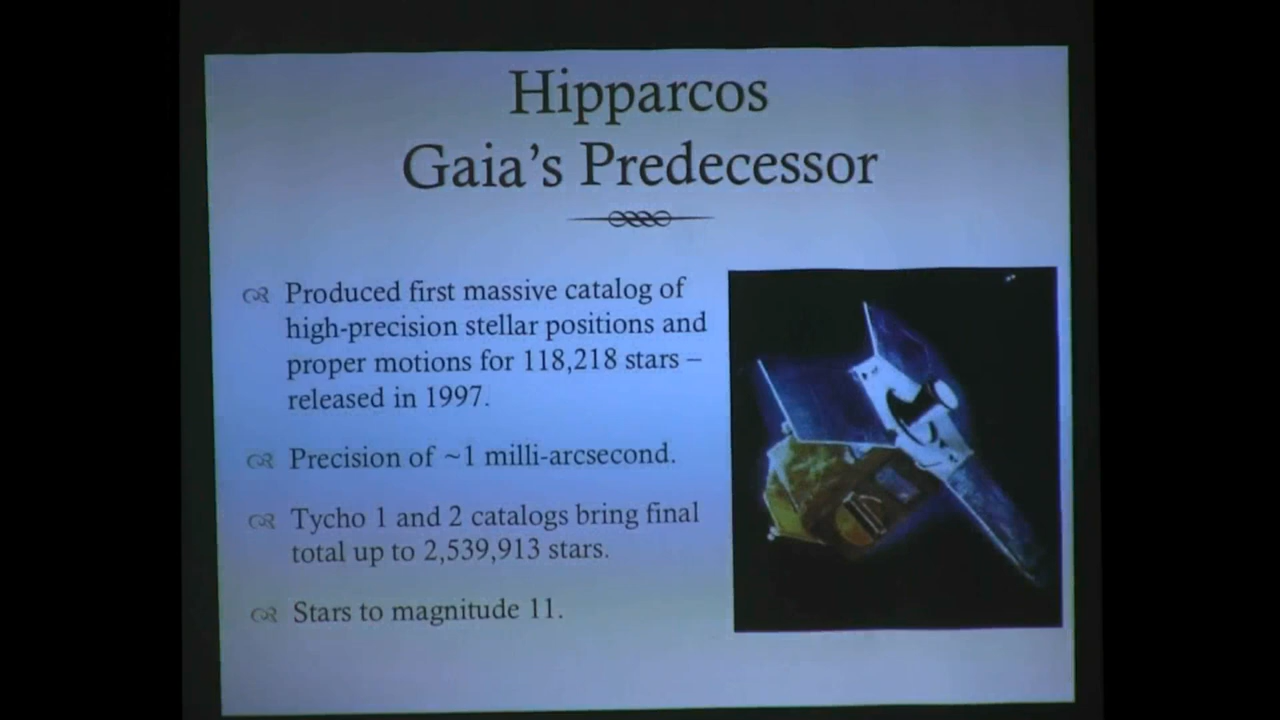 Hipparcos
Gaia's Predecessor
Produced first massive catalog of
high-precision stellar positions and
proper motions for 118,218 stars –
released in 1997.
Precision of ~1 milli-arcsecond.
Tycho 1 and 2 catalogs bring final
total up to 2,539,913 stars.
Stars to magnitude 11.